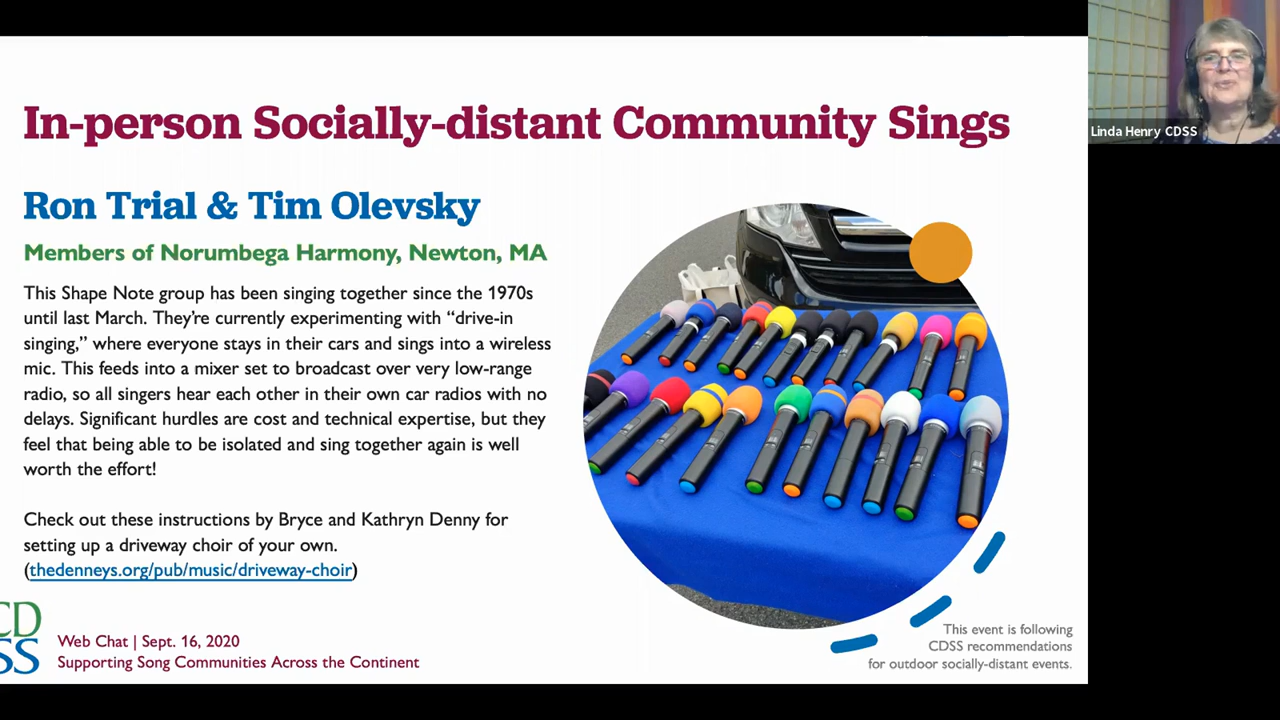 In-person Socially-distant Community Sings
Ron Trial & Tim Olevsky
Members of Norumbega Harmony, Newton, MA
This Shape Note group has been singing together since the 1970s
until last March. They’re currently experimenting with “drive-in
singing,” where everyone stays in their cars and sings into a wireless
mic. This feeds into a mixer set to broadcast over very low-range
radio, so all singers hear each other in their own car radios with no
delays. Significant hurdles are cost and technical expertise, but they
feel that being able to be isolated and sing together again is well
worth the effort!
Check out these instructions by Bryce and Kathryn Denny for
setting up a driveway choir of your own.
(thedenneys.org/pub/music/driveway-choir)
CD
SS
Web Chat | Sept. 16, 2020
Supporting Song Communities Across the Continent
This event is following
CDSS recommendations
for outdoor socially-distant events.
Linda Henry CDSS